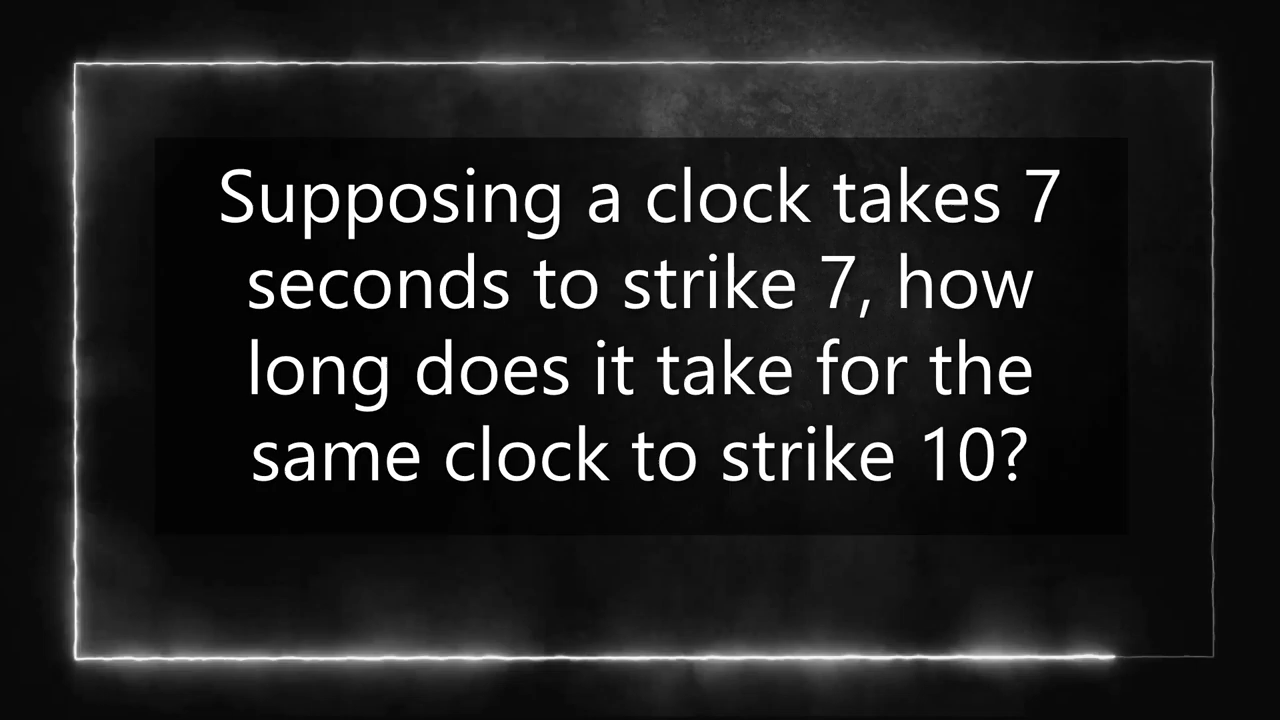 Supposing a clock takes 7
seconds to strike 7, how
long does it take for the
same clock to strike 10?